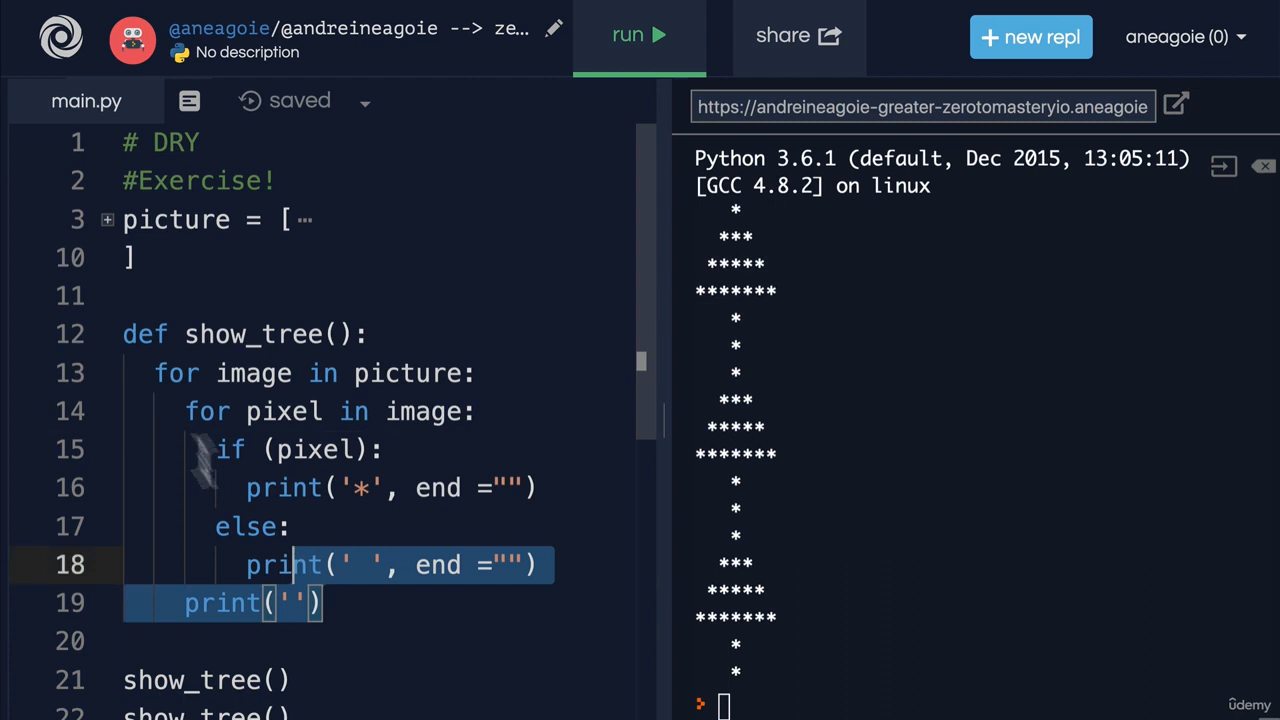 @aneagoie/@andreineagoie --> ze...
No description
run
share
+ new repl
aneagoie (0)
main.py
saved
https://andreineagoie-greater-zerotomasteryio.aneagoie
1 # DRY
2 #Exercise!
3 picture = [
10 ]
11
12 def show_tree():
13 for image in picture:
14 for pixel in image:
15 if (pixel):
16 print('*', end ="")
17 else:
18 print(' ', end ="")
19 print('')
20
21 show_tree()
22 show_tree()
Python 3.6.1 (default, Dec 2015, 13:05:11)
[GCC 4.8.2] on linux
*
***
*****
*******
*
*
*
***
*****
*******
*
*
*
***
*****
*******
*
*
ûdemy